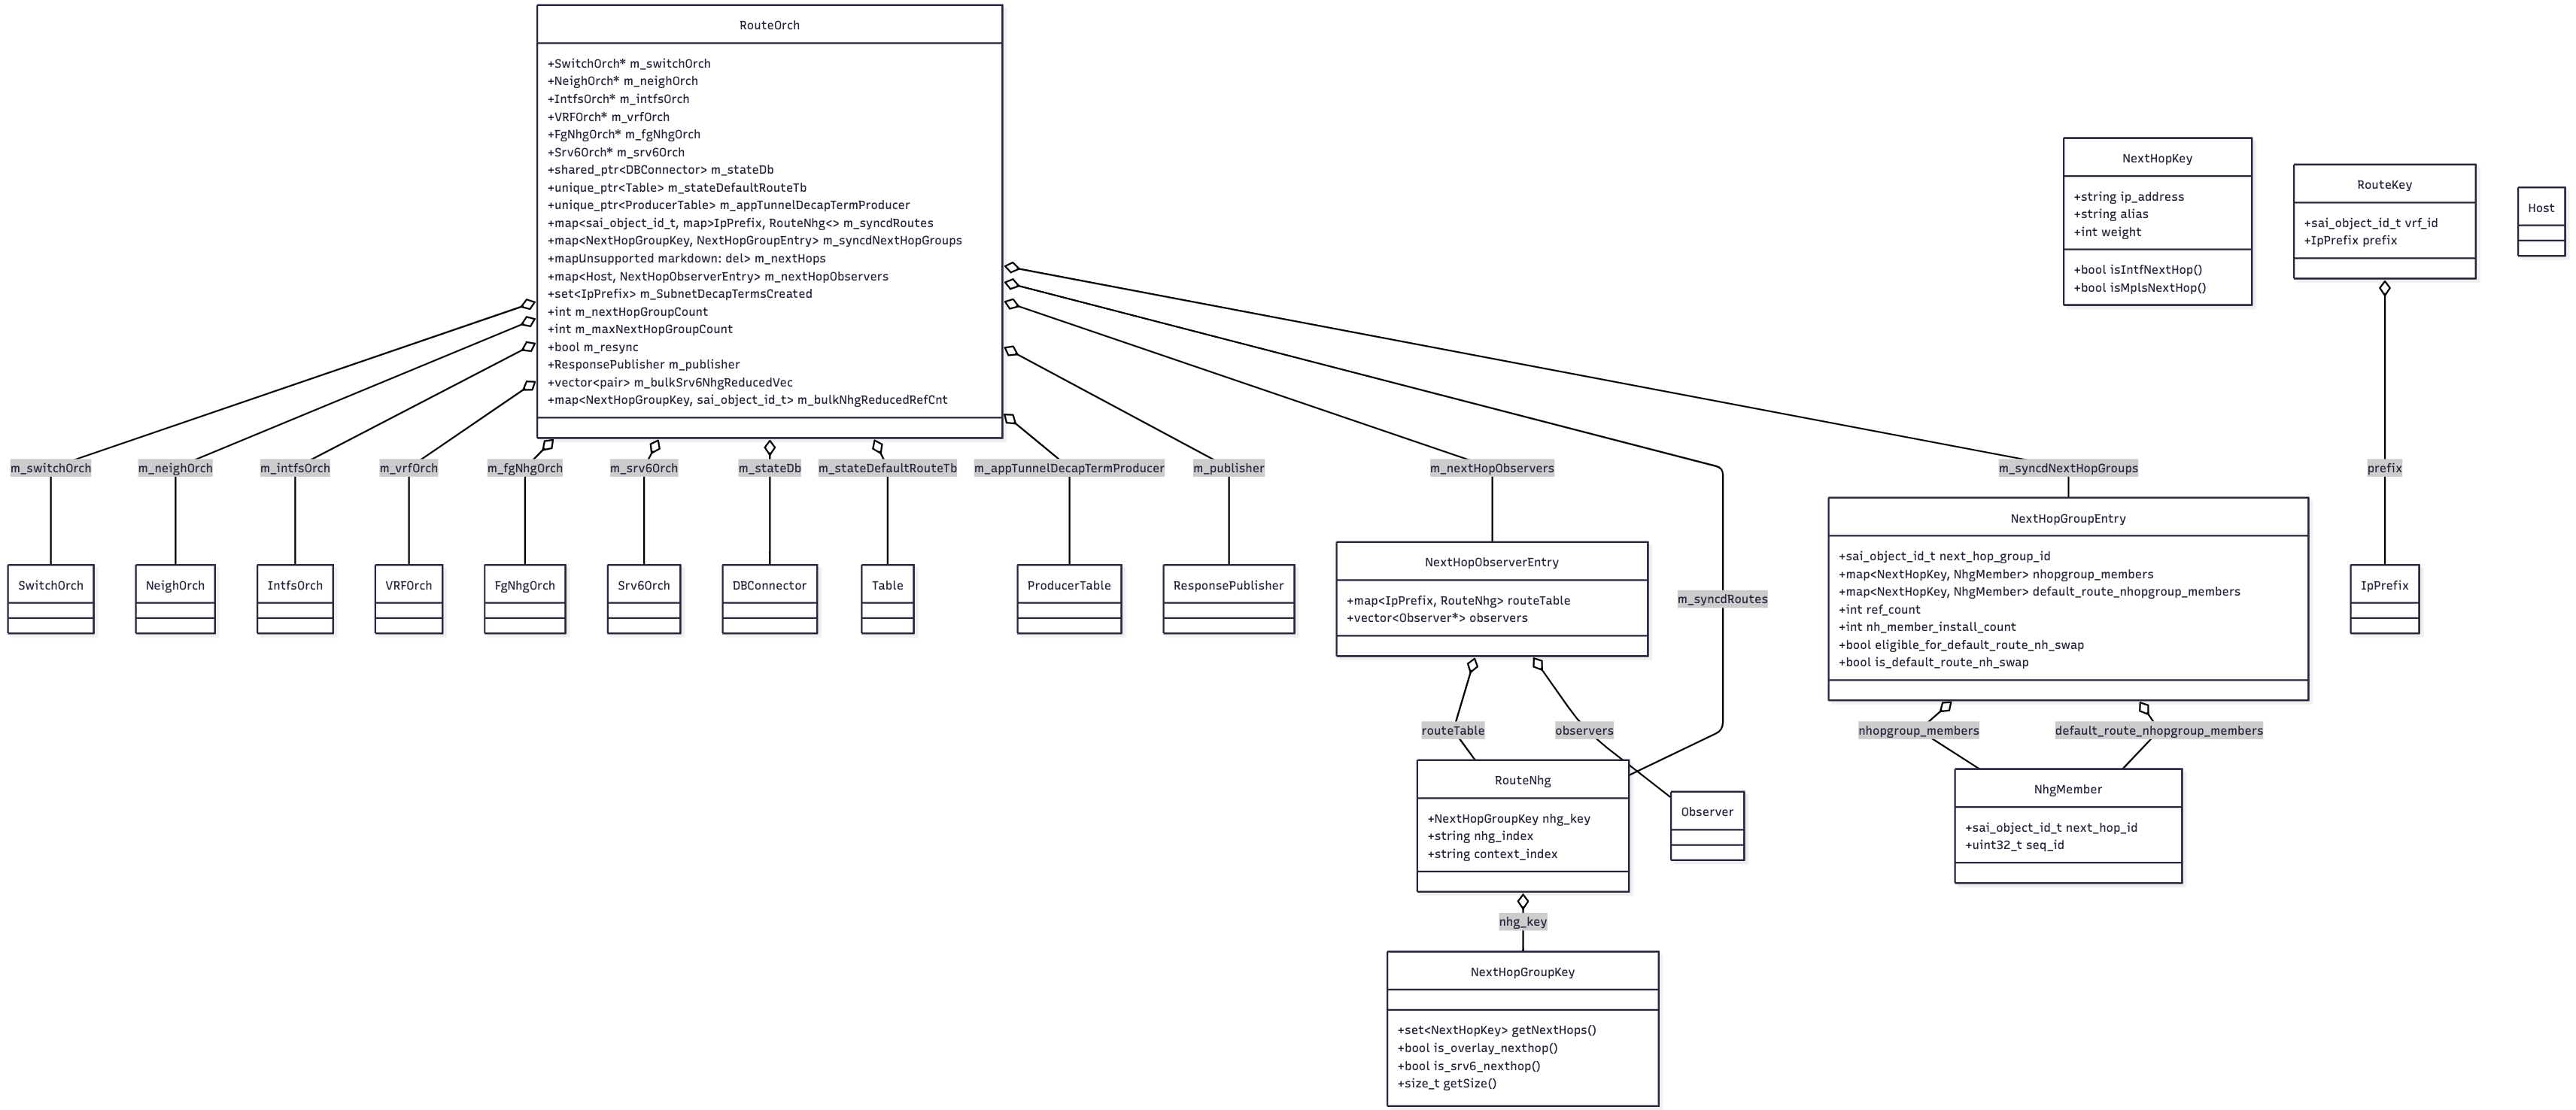 RouteOrch
+SwitchOrch* m_switchOrch
+NeighOrch* m_neighOrch
+IntfsOrch* m_intfsOrch
+VRFOrch* m_vrfOrch
+FgNhgOrch* m_fgNhgOrch
+Srv6Orch* m_srv6Orch
+shared_ptr<DBConnector> m_stateDb
+unique_ptr<Table> m_stateDefaultRouteTb
+unique_ptr<ProducerTable> m_appTunnelDecapTermProducer
+map<sai_object_id_t, map>IpPrefix, RouteNhg<> m_syncdRoutes
+map<NextHopGroupKey, NextHopGroupEntry> m_syncdNextHopGroups
+mapUnsupported markdown: del> m_nextHops
+map<Host, NextHopObserverEntry> m_nextHopObservers
+set<IpPrefix> m_SubnetDecapTermsCreated
+int m_nextHopGroupCount
+int m_maxNextHopGroupCount
+bool m_resync
+ResponsePublisher m_publisher
+vector<pair> m_bulkSrv6NhgReducedVec
+map<NextHopGroupKey, sai_object_id_t> m_bulkNhgReducedRefCnt
NextHopKey
+string ip_address
+string alias
+int weight
+bool isIntfNextHop()
+bool isMplsNextHop()
RouteKey
+sai_object_id_t vrf_id
+IpPrefix prefix
Host
m_switchOrch
m_neighOrch
m_intfsOrch
m_vrfOrch
m_fgNhgOrch
m_srv6Orch
m_stateDb
m_stateDefaultRouteTb
m_appTunnelDecapTermProducer
m_publisher
m_nextHopObservers
m_syncdNextHopGroups
prefix
SwitchOrch
NeighOrch
IntfsOrch
VRFOrch
FgNhgOrch
Srv6Orch
DBConnector
Table
ProducerTable
ResponsePublisher
NextHopObserverEntry
+map<IpPrefix, RouteNhg> routeTable
+vector<Observer*> observers
m_syncdRoutes
NextHopGroupEntry
+sai_object_id_t next_hop_group_id
+map<NextHopKey, NhgMember> nhopgroup_members
+map<NextHopKey, NhgMember> default_route_nhopgroup_members
+int ref_count
+int nh_member_install_count
+bool eligible_for_default_route_nh_swap
+bool is_default_route_nh_swap
IpPrefix
routeTable
observers
nhopgroup_members
default_route_nhopgroup_members
RouteNhg
+NextHopGroupKey nhg_key
+string nhg_index
+string context_index
Observer
NhgMember
+sai_object_id_t next_hop_id
+uint32_t seq_id
nhg_key
NextHopGroupKey
+set<NextHopKey> getNextHops()
+bool is_overlay_nexthop()
+bool is_srv6_nexthop()
+size_t getSize()